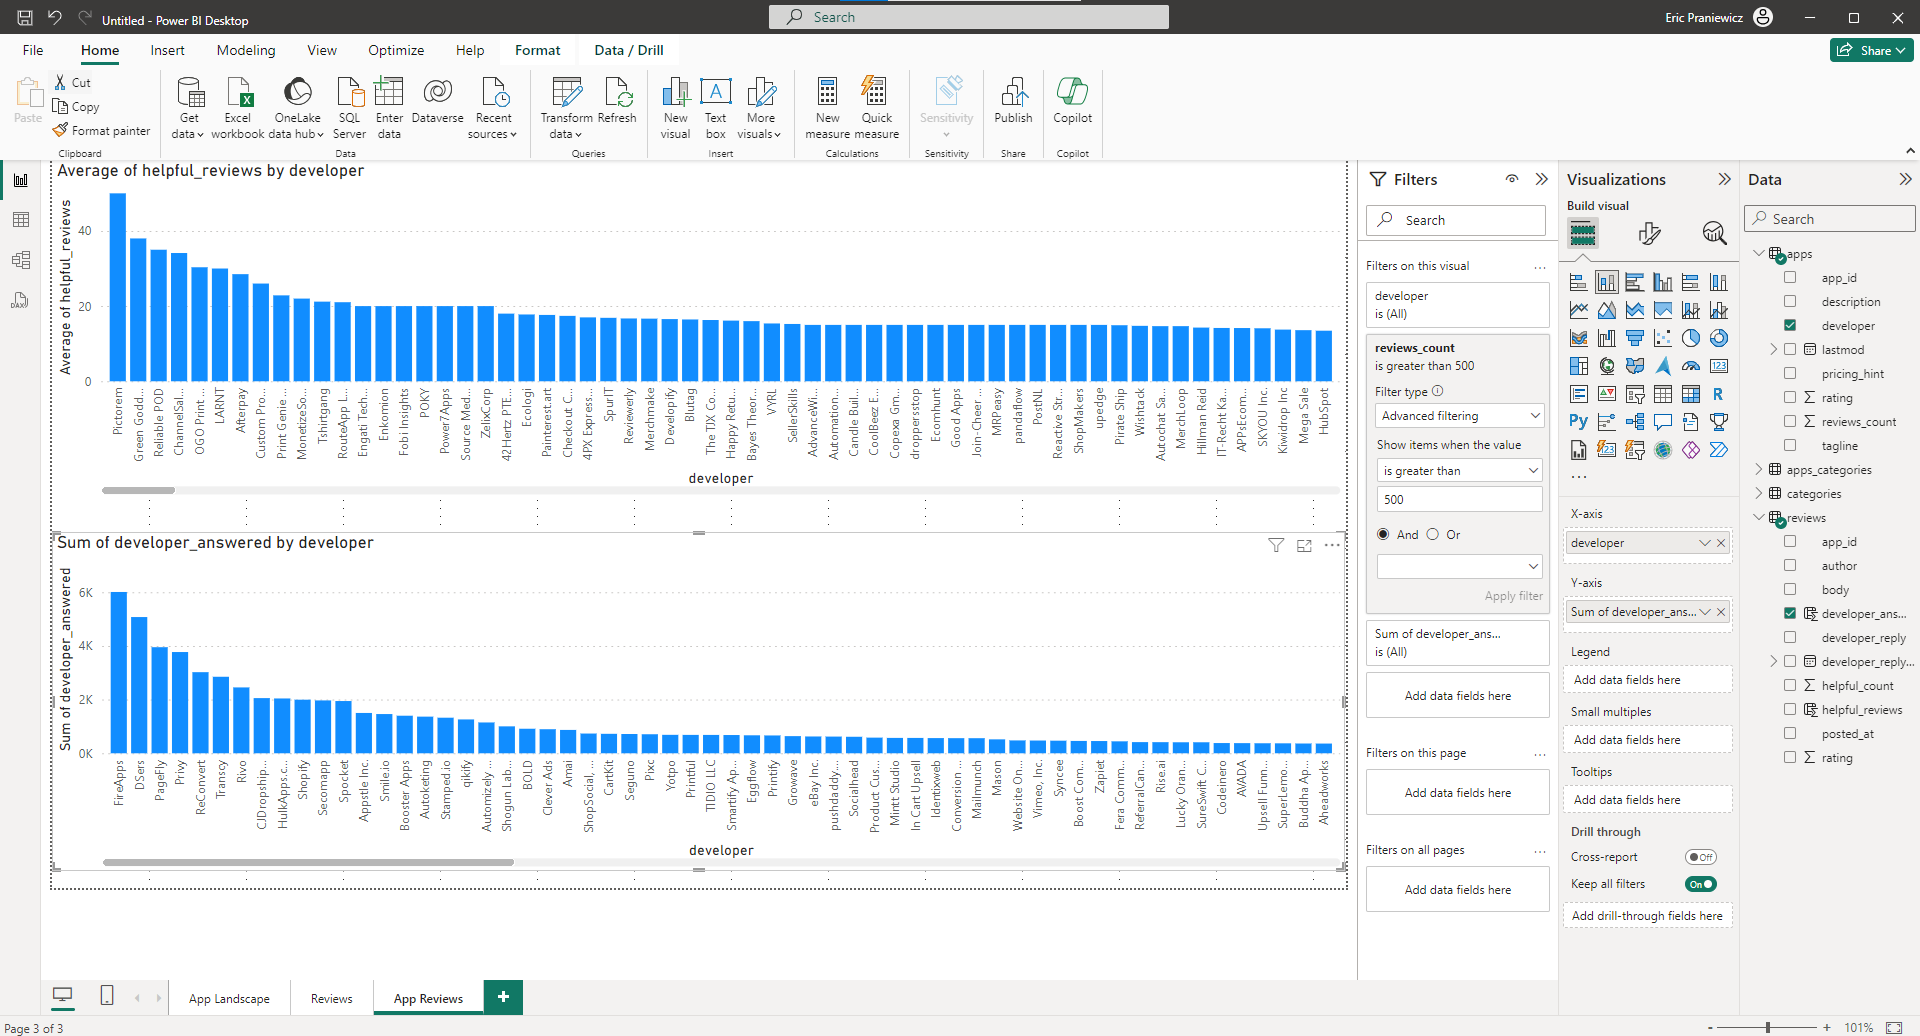 Untitled - Power BI Desktop
Search
Eric Praniewicz
File
Home
Insert
Modeling
View
Optimize
Help
Format
Data / Drill
Share
Paste
Cut
Copy
Format painter
Clipboard
Get data
Excel workbook
OneLake data hub
SQL Server
Enter data
Dataverse
Recent sources
Data
Transform data
Refresh
Queries
New visual
Text box
More visuals
Insert
New measure
Quick measure
Calculations
Sensitivity
Sensitivity
Publish
Share
Copilot
Copilot
Average of helpful_reviews by developer
Average of helpful_reviews
40
20
0
Pictorem
Green Godd...
Reliable POD
ChannelSal...
OGO Print ...
LARNT
Afterpay
Custom Pro...
Print Genie ...
MonetizeSo...
Tshirtgang
RouteApp L...
Engati Tech...
Enkomion
Fobi Insights
POKY
Power7Apps
Source Med...
ZelixCorp
42Hertz PTE...
Ecologi
Painterest.art
Checkout C...
4PX Express...
SpurIT
Reviewerly
Merchmake
Developify
Blutag
The TJX Co...
Happy Retu...
Bayes Theor...
VYRL
SellerSkills
AdvanceWi...
Automation...
Candle Buil...
CoolBeez E...
Copexa Gm...
droppersstop
Ecomhunt
Good Apps
Join-Cheer ...
MRPeasy
pandaflow
PostNL
Reactive Str...
ShopMakers
upedge
Pirate Ship
Wishtack
Autochat Sa...
MerchLoop
Hillman Reid
IT-Recht Ka...
APPsEcom...
SKYOU Inc.
Kiwidrop Inc
Mega Sale
HubSpot
developer
Sum of developer_answered by developer
Sum of developer_answered
6K
4K
2K
0K
FireApps
DSers
PageFly
Privy
ReConvert
Transcy
Rivo
CJDropship...
HulkApps.c...
Shopify
Secomapp
Spocket
Appstle Inc.
Smile.io
Booster Apps
Autoketing
Stamped.io
qikify
Automizely ...
Shogun Lab...
BOLD
Clever Ads
Amai
ShopSocial, ...
CartKit
Seguno
Pixc
Yotpo
Printful
TIDIO LLC
Smartify Ap...
Eggflow
Printify
Growave
eBay Inc.
pushdaddy...
Socialhead
Product Cus...
Mintt Studio
In Cart Upsell
Identixweb
Conversion ...
Mailmunch
Mason
Website On...
Vimeo, Inc.
Syncee
Boost Com...
Zapiet
Fera Comm...
ReferralCan...
Rise.ai
Lucky Oran...
SureSwift C...
Codeinero
AVADA
Upsell Funn...
SuperLemo...
Buddha Ap...
Aheadworks
developer
Filters
Search
Filters on this visual
...
developer
is (All)
reviews_count
is greater than 500
Filter type
Advanced filtering
Show items when the value
is greater than
500
And
Or
Apply filter
Sum of developer_ans...
is (All)
Add data fields here
Filters on this page
...
Add data fields here
Filters on all pages
...
Add data fields here
Visualizations
Build visual
R
Py
123
...
X-axis
developer
Y-axis
Sum of developer_ans...
Legend
Add data fields here
Small multiples
Add data fields here
Tooltips
Add data fields here
Drill through
Cross-report
Off
Keep all filters
On
Add drill-through fields here
Data
Search
apps
app_id
description
developer
lastmod
pricing_hint
rating
reviews_count
tagline
apps_categories
categories
reviews
app_id
author
body
developer_ans...
developer_reply
developer_reply...
helpful_count
helpful_reviews
posted_at
rating
App Landscape
Reviews
App Reviews
Page 3 of 3
- + 101%